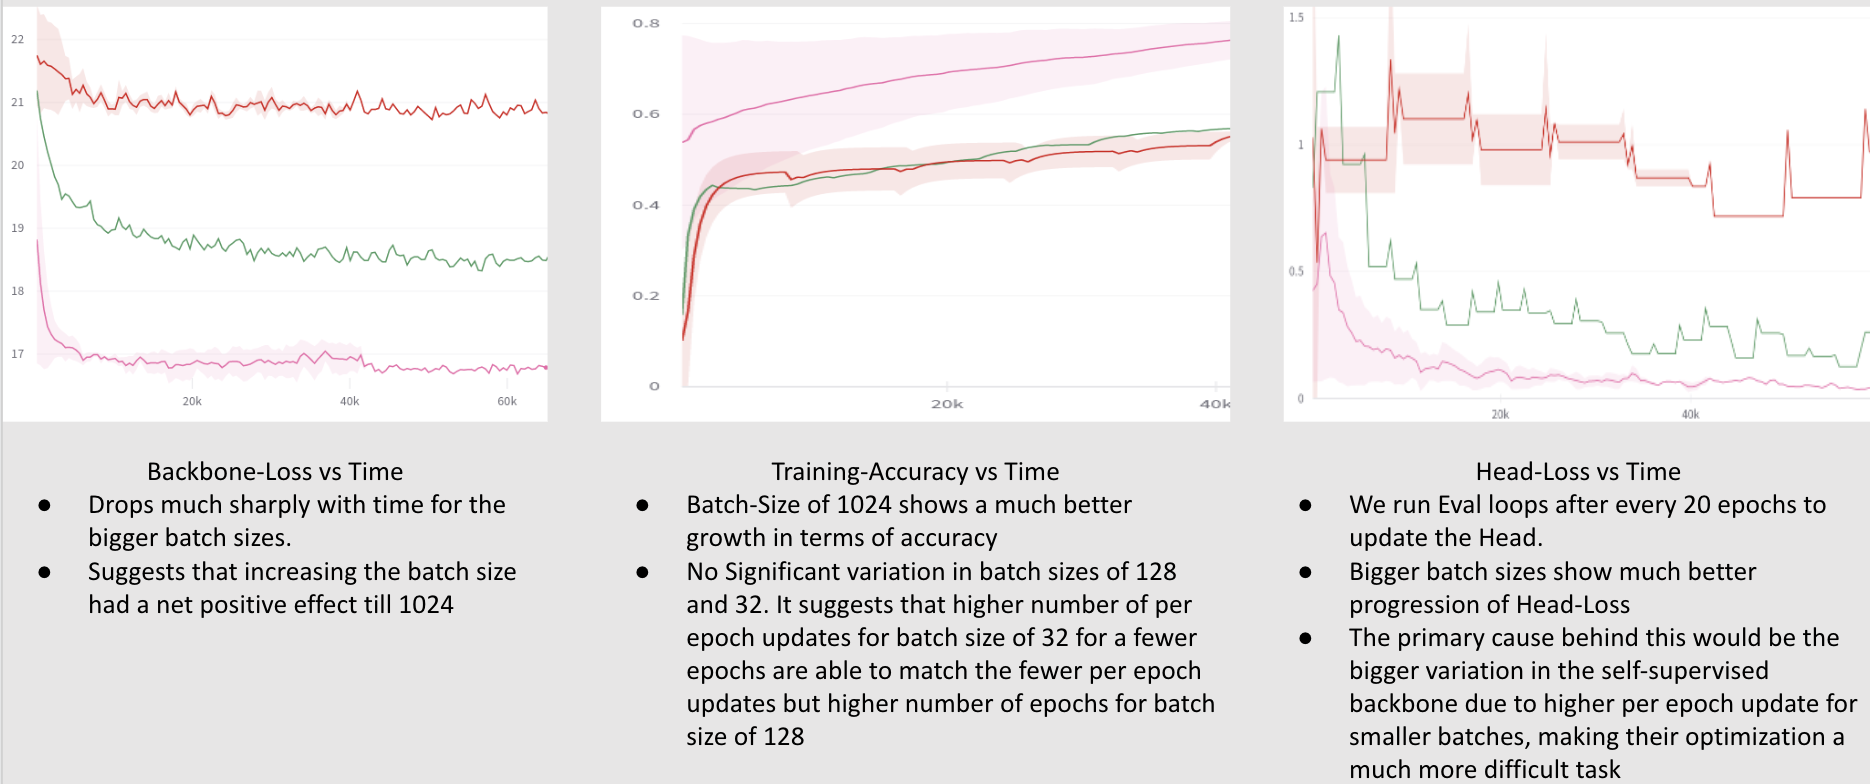 22
21
20
19
18
17
20k
40k
60k
0.8
0.6
0.4
0.2
0
20k
40k
1.5
1
0.5
0
20k
40k
Backbone-Loss vs Time
● Drops much sharply with time for the
bigger batch sizes.
● Suggests that increasing the batch size
had a net positive effect till 1024
Training-Accuracy vs Time
● Batch-Size of 1024 shows a much better
growth in terms of accuracy
● No Significant variation in batch sizes of 128
and 32. It suggests that higher number of per
epoch updates for batch size of 32 for a fewer
epochs are able to match the fewer per epoch
updates but higher number of epochs for batch
size of 128
Head-Loss vs Time
● We run Eval loops after every 20 epochs to
update the Head.
● Bigger batch sizes show much better
progression of Head-Loss
● The primary cause behind this would be the
bigger variation in the self-supervised
backbone due to higher per epoch update for
smaller batches, making their optimization a
much more difficult task